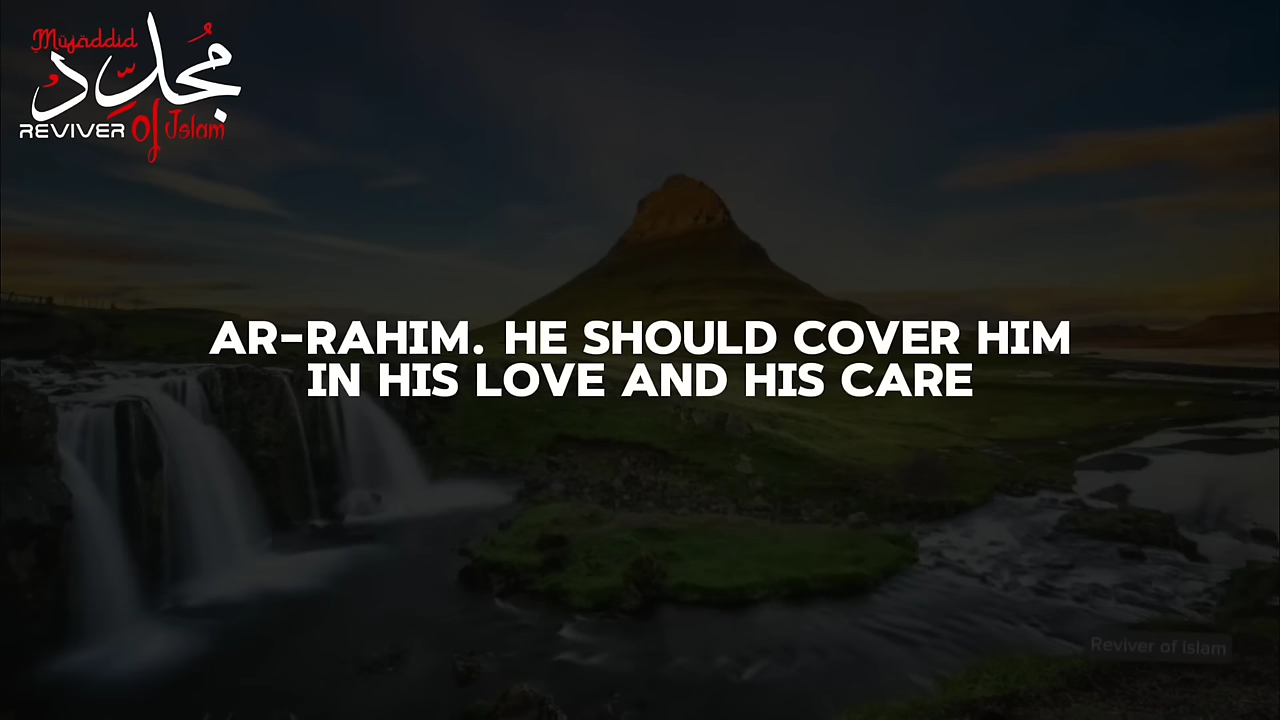 Mujaddid
مُجدِّدُ
REVIVER of Islam
AR-RAHIM. HE SHOULD COVER HIM
IN HIS LOVE AND HIS CARE
Reviver of islam